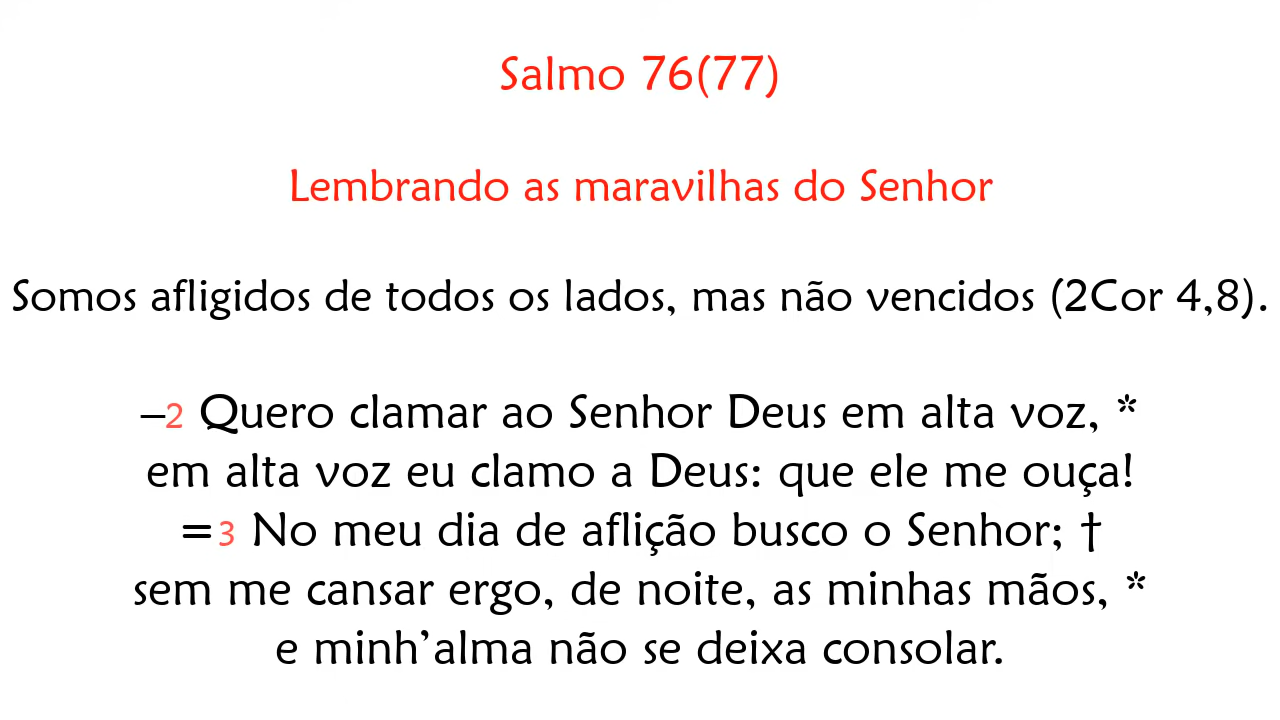 Salmo 76(77)
Lembrando as maravilhas do Senhor
Somos afligidos de todos os lados, mas não vencidos (2Cor 4,8).
–2 Quero clamar ao Senhor Deus em alta voz, *
em alta voz eu clamo a Deus: que ele me ouça!
=3 No meu dia de aflição busco o Senhor; †
sem me cansar ergo, de noite, as minhas mãos, *
e minh’alma não se deixa consolar.